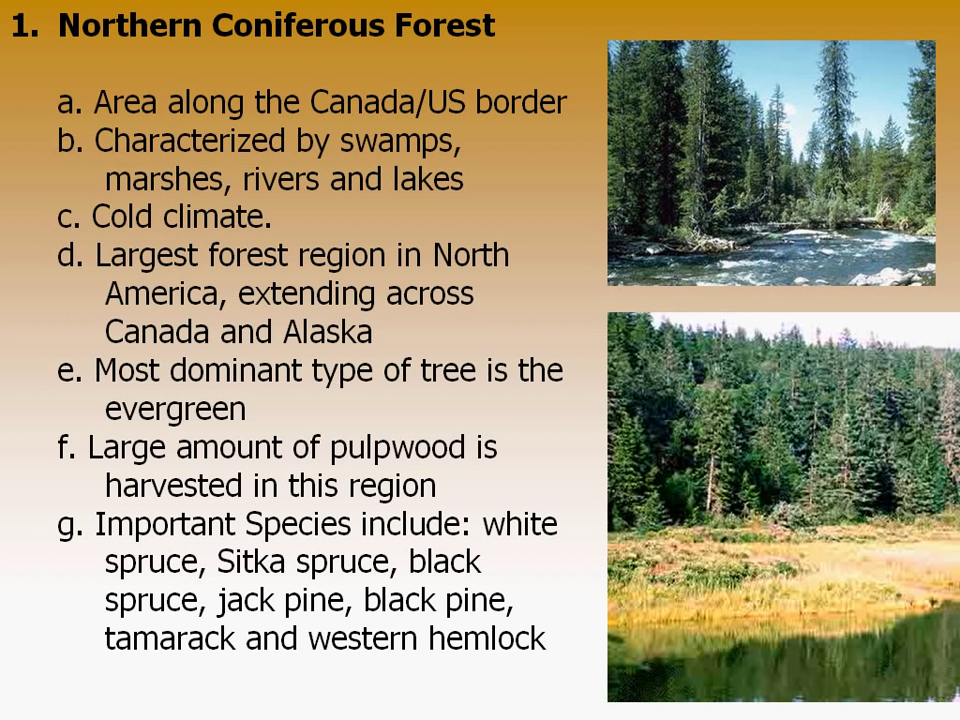 1. Northern Coniferous Forest
a. Area along the Canada/US border
b. Characterized by swamps,
marshes, rivers and lakes
c. Cold climate.
d. Largest forest region in North
America, extending across
Canada and Alaska
e. Most dominant type of tree is the
evergreen
f. Large amount of pulpwood is
harvested in this region
g. Important Species include: white
spruce, Sitka spruce, black
spruce, jack pine, black pine,
tamarack and western hemlock